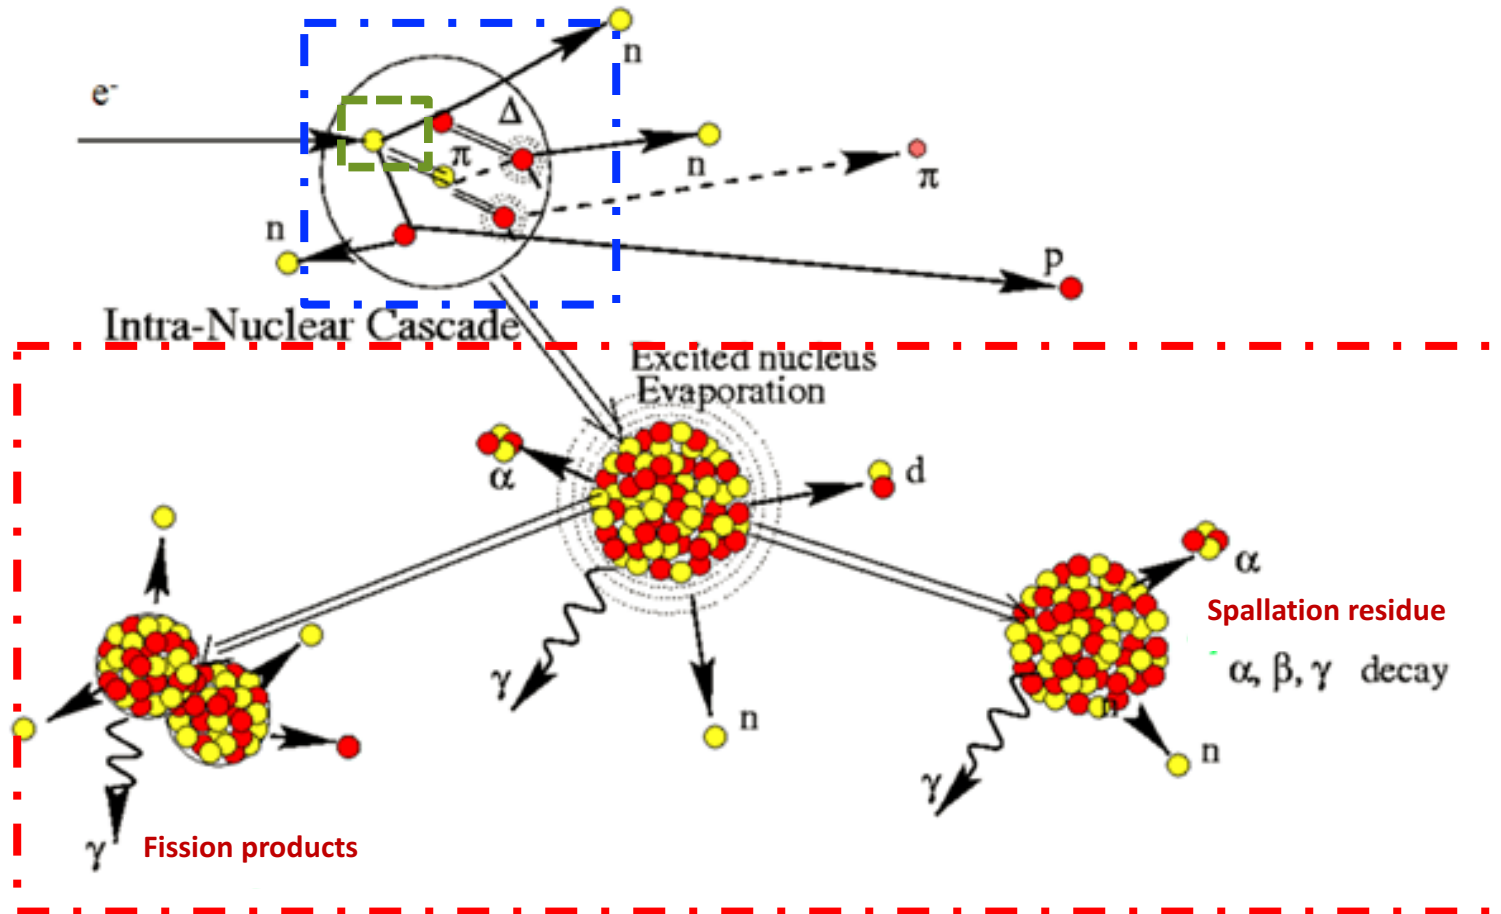 e-
n
Δ
π
n
π
n
p
Intra-Nuclear Cascade
Excited nucleus
Evaporation
α
d
α
Spallation residue
α, β, γ decay
γ
n
n
n
γ
γ
Fission products